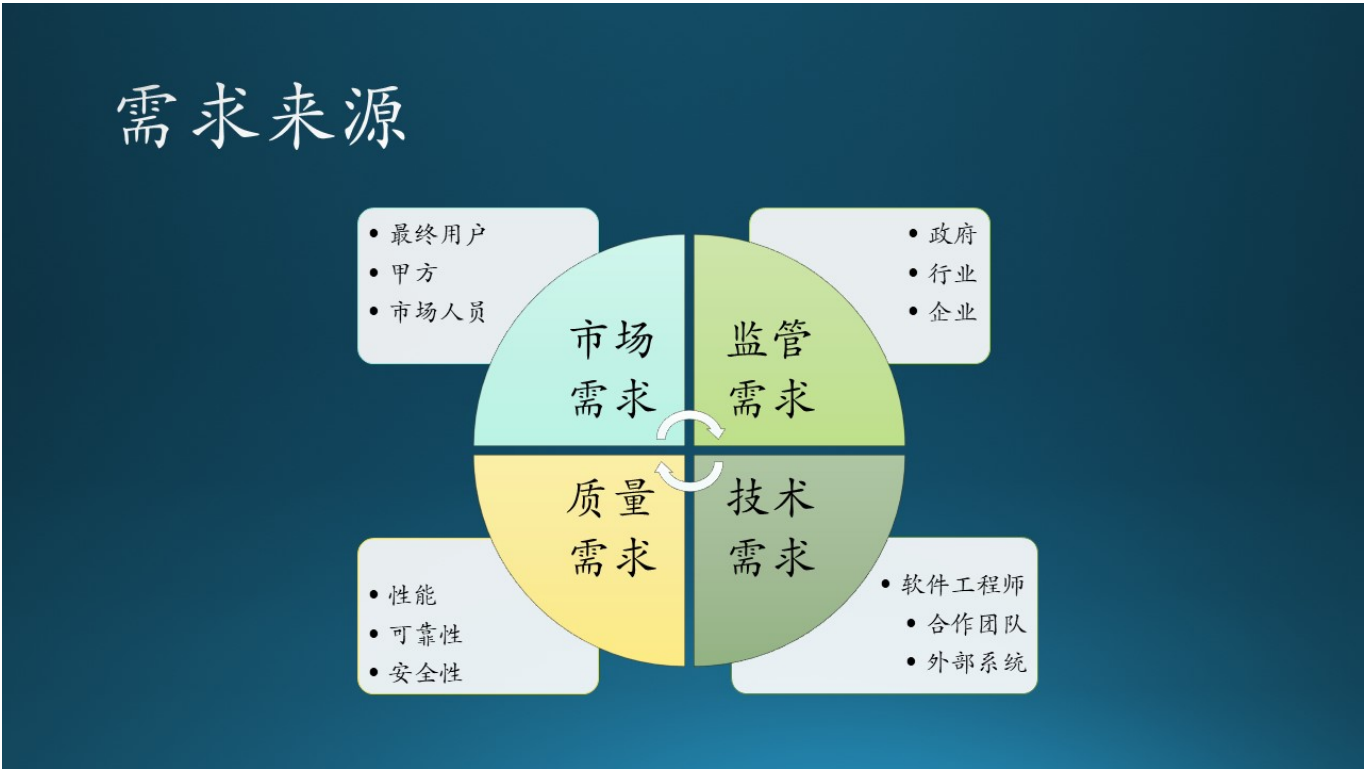 需求来源
• 最终用户
• 甲方
• 市场人员
市场
需求
• 政府
• 行业
• 企业
监管
需求
质量
需求
• 性能
• 可靠性
• 安全性
技术
需求
• 软件工程师
• 合作团队
• 外部系统